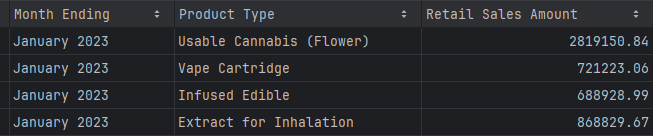 Month Ending Product Type Retail Sales Amount
January 2023 Usable Cannabis (Flower) 2819150.84
January 2023 Vape Cartridge 721223.06
January 2023 Infused Edible 688928.99
January 2023 Extract for Inhalation 868829.67